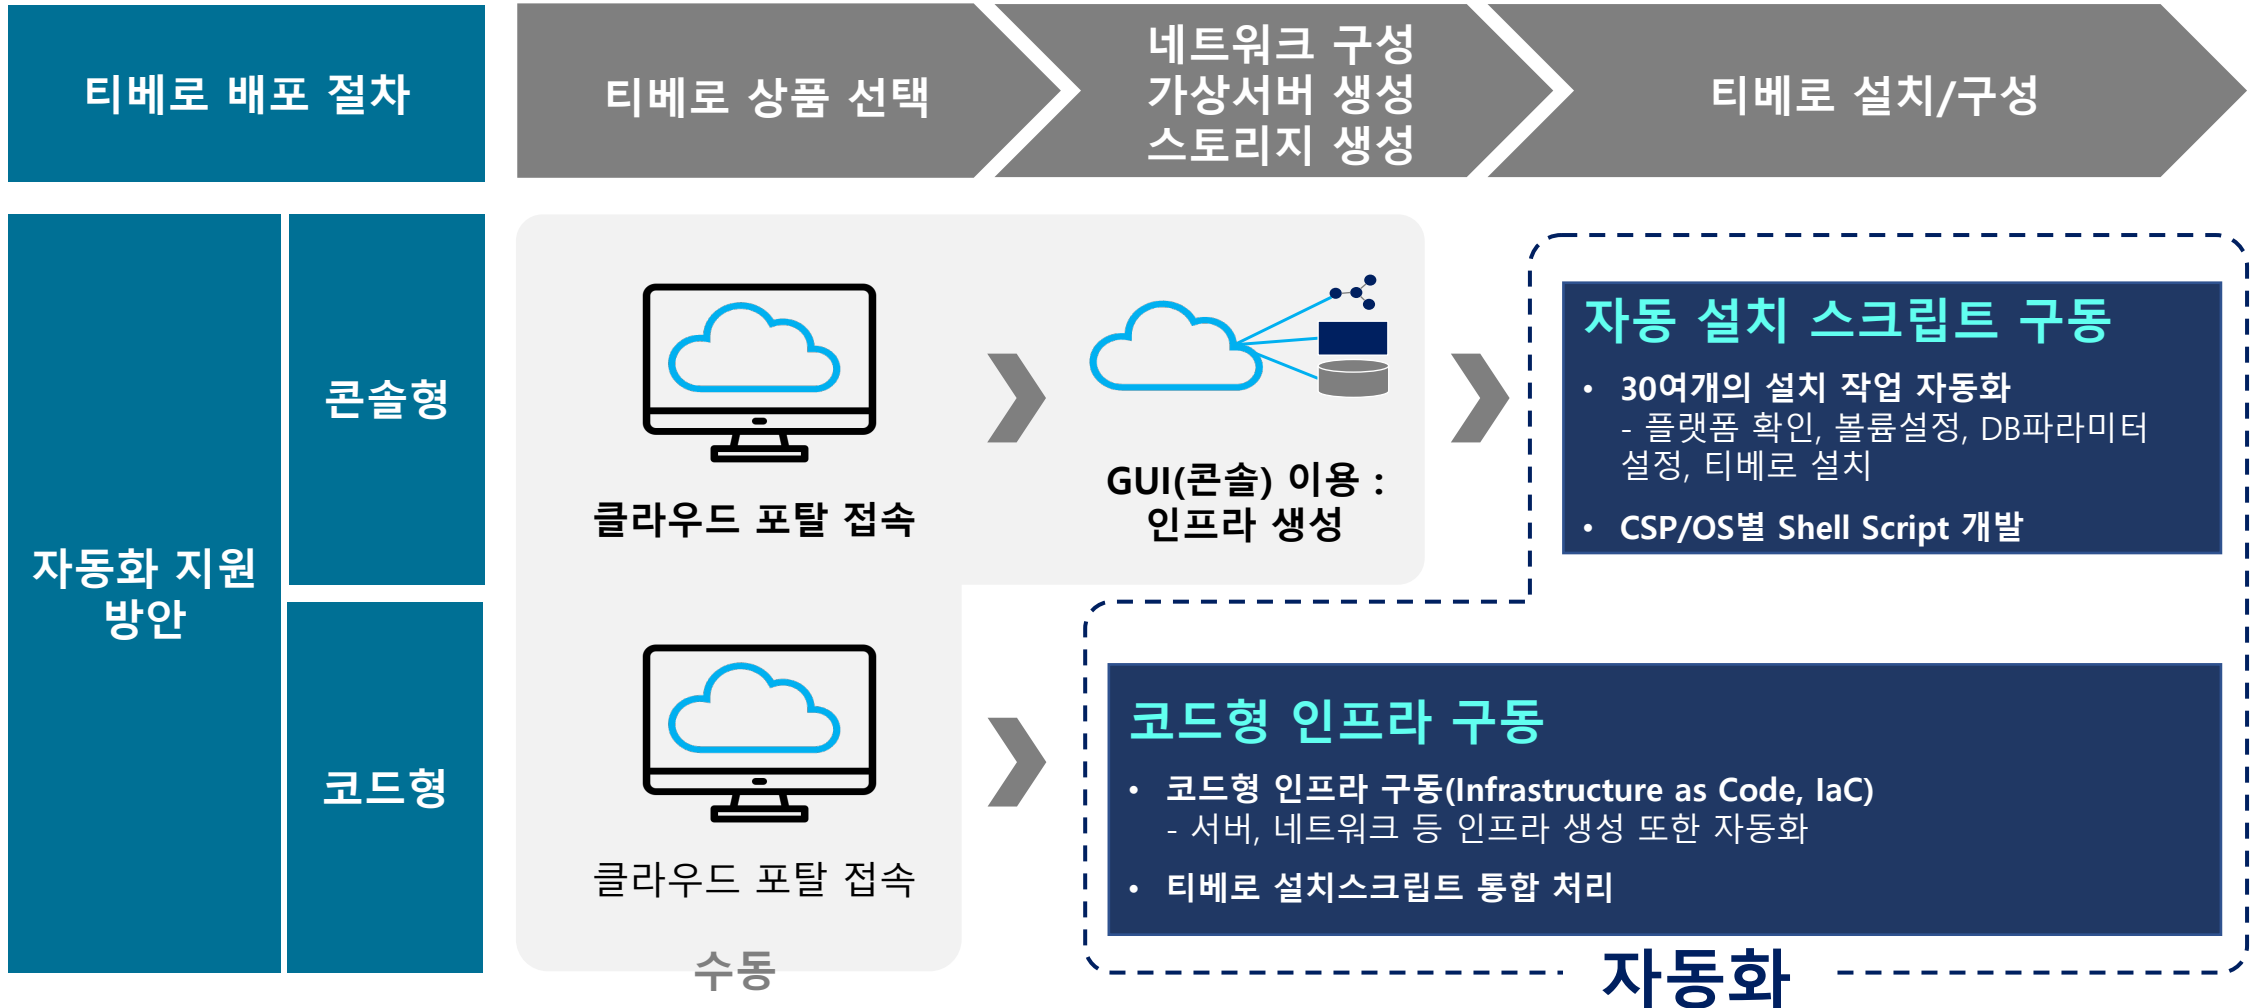 티베로 배포 절차
티베로 상품 선택
네트워크 구성
가상서버 생성
스토리지 생성
티베로 설치/구성
자동화 지원
방안
콘솔형
클라우드 포탈 접속
GUI(콘솔) 이용 :
인프라 생성
자동 설치 스크립트 구동
• 30여개의 설치 작업 자동화
- 플랫폼 확인, 볼륨설정, DB파라미터
설정, 티베로 설치
• CSP/OS별 Shell Script 개발
코드형
클라우드 포탈 접속
코드형 인프라 구동
• 코드형 인프라 구동(Infrastructure as Code, IaC)
- 서버, 네트워크 등 인프라 생성 또한 자동화
• 티베로 설치스크립트 통합 처리
수동
자동화